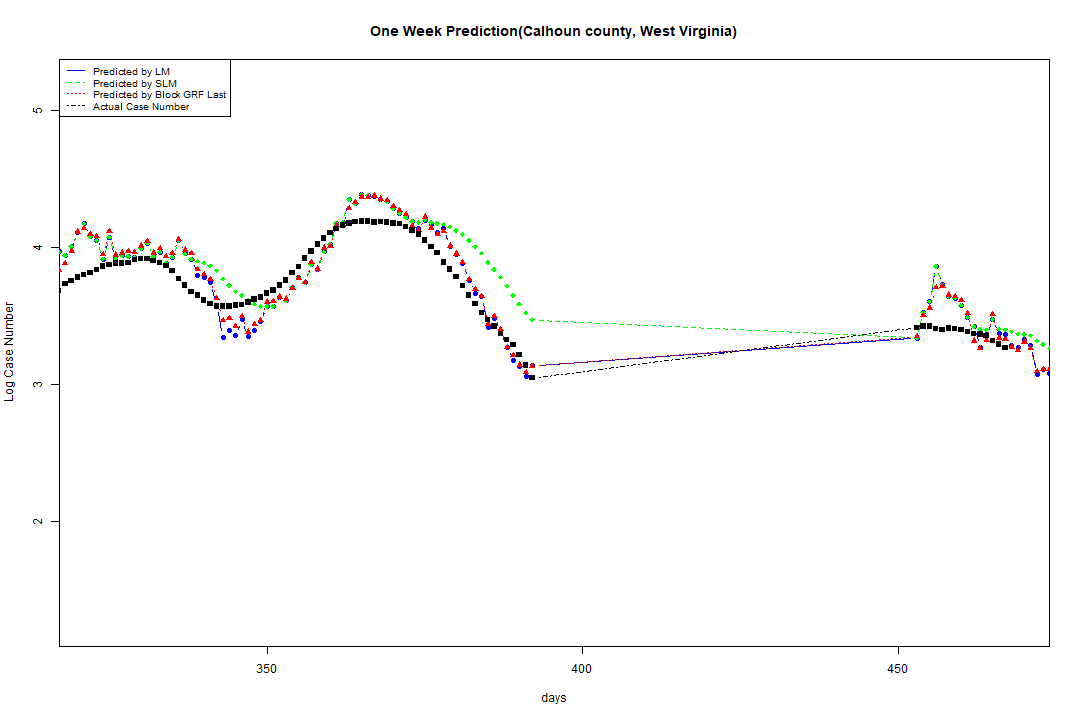 One Week Prediction(Calhoun county, West Virginia)
Predicted by LM
Predicted by SLM
Predicted by Block GRF Last
Actual Case Number
5
4
3
2
Log Case Number
350 400 450
days